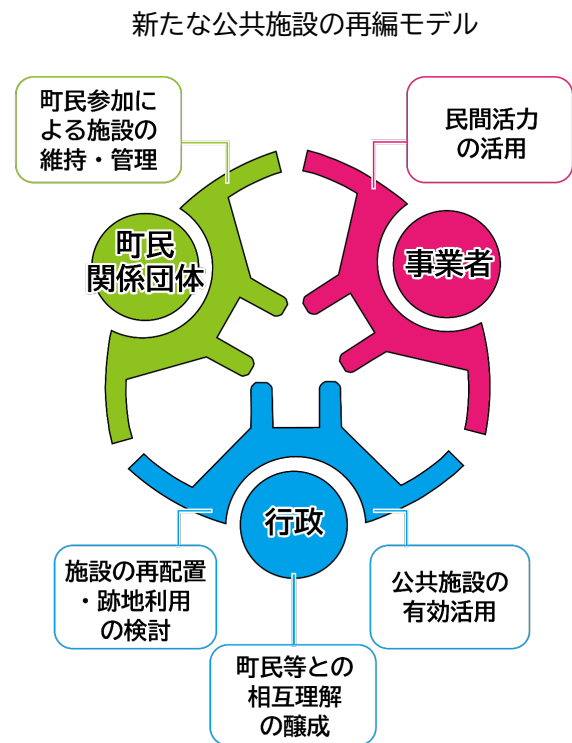 新たな公共施設の再編モデル
町民参加に
よる施設の
維持・管理
民間活力
の活用
町民
関係団体
事業者
行政
施設の再配置
・跡地利用
の検討
公共施設の
有効活用
町民等との
相互理解
の醸成